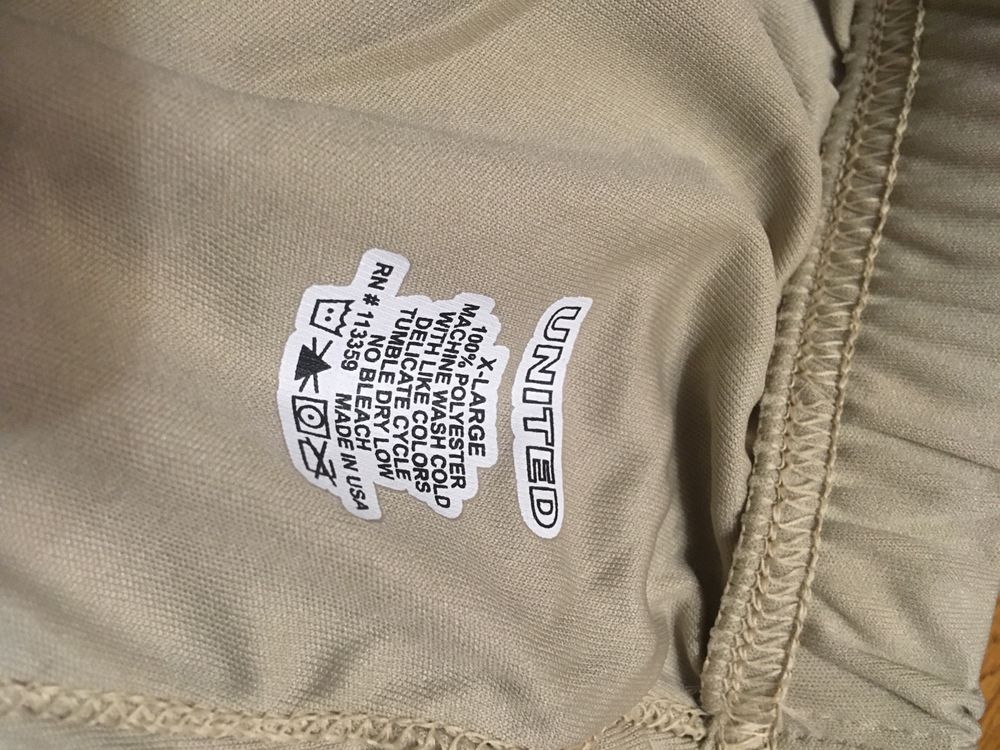 UNITED
X-LARGE
100% POLYESTER
MACHINE WASH COLD
WITH LIKE COLORS
DELICATE CYCLE
TUMBLE DRY LOW
NO BLEACH
RN # 113359 MADE IN USA